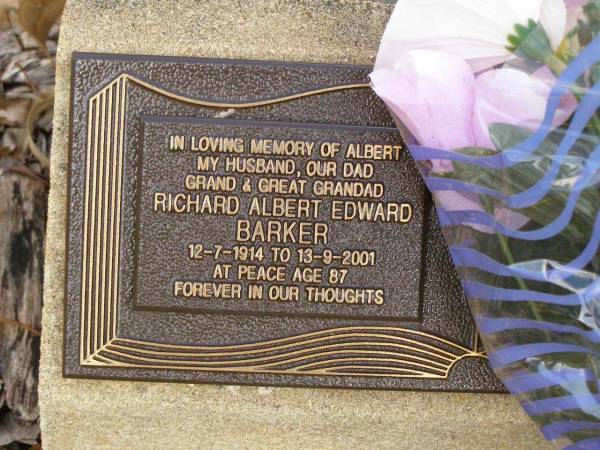 IN LOVING MEMORY OF ALBERT
MY HUSBAND, OUR DAD
GRAND & GREAT GRANDAD
RICHARD ALBERT EDWARD
BARKER
12-7-1914 TO 13-9-2001
AT PEACE AGE 87
FOREVER IN OUR THOUGHTS